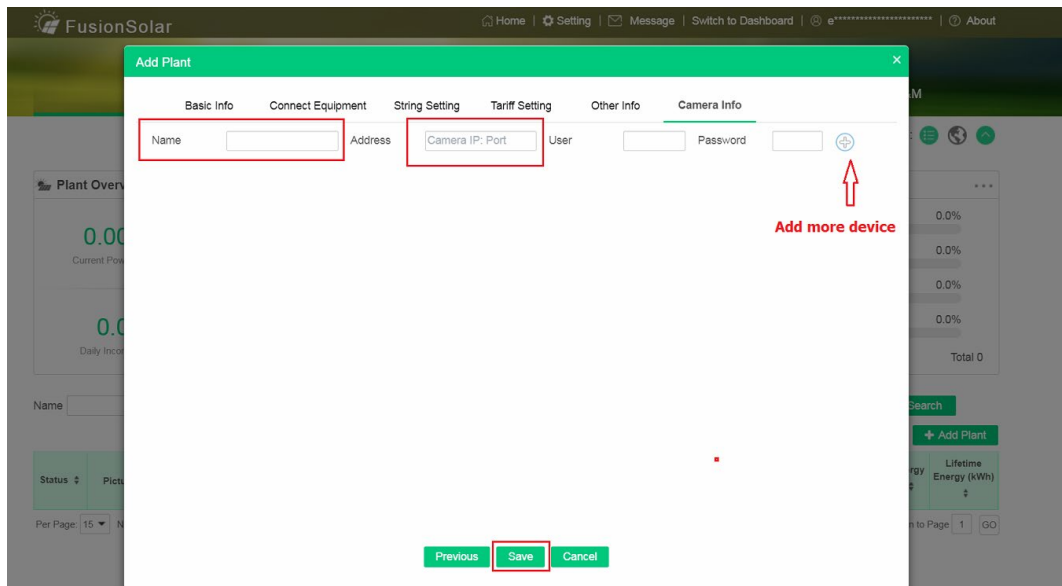 FusionSolar
Home | Setting | Message | Switch to Dashboard | e*********************** | About
Add Plant ×
Basic Info Connect Equipment String Setting Tariff Setting Other Info Camera Info
Name Address Camera IP: Port User Password
Add more device
Plant Overv
0.00
Current Pow
0.0
Daily Incor
0.0%
0.0%
0.0%
0.0%
Total 0
Name Search
+ Add Plant
Status Pictu rgy Lifetime
Energy (kWh)
Per Page: 15 N n to Page 1 GO
Previous Save Cancel